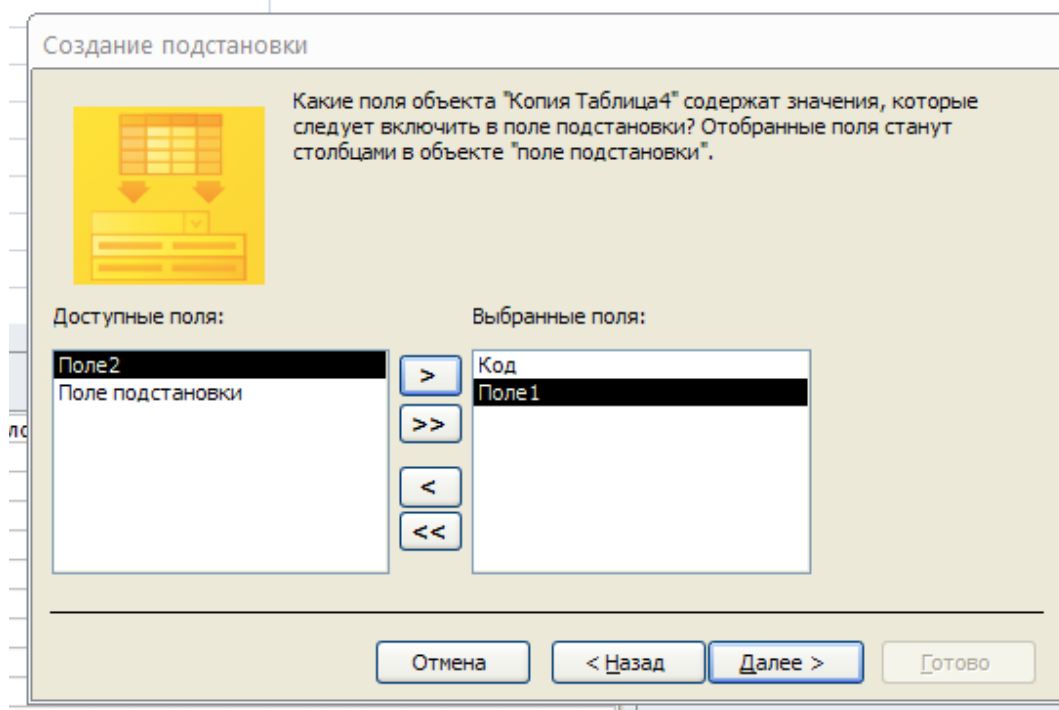 Создание подстановки
Какие поля объекта "Копия Таблица4" содержат значения, которые
следует включить в поле подстановки? Отобранные поля станут
столбцами в объекте "поле подстановки".
Доступные поля:
Выбранные поля:
Поле2
Поле подстановки
>
>>
<
<<
Код
Поле1
Отмена
< Назад
Далее >
Готово